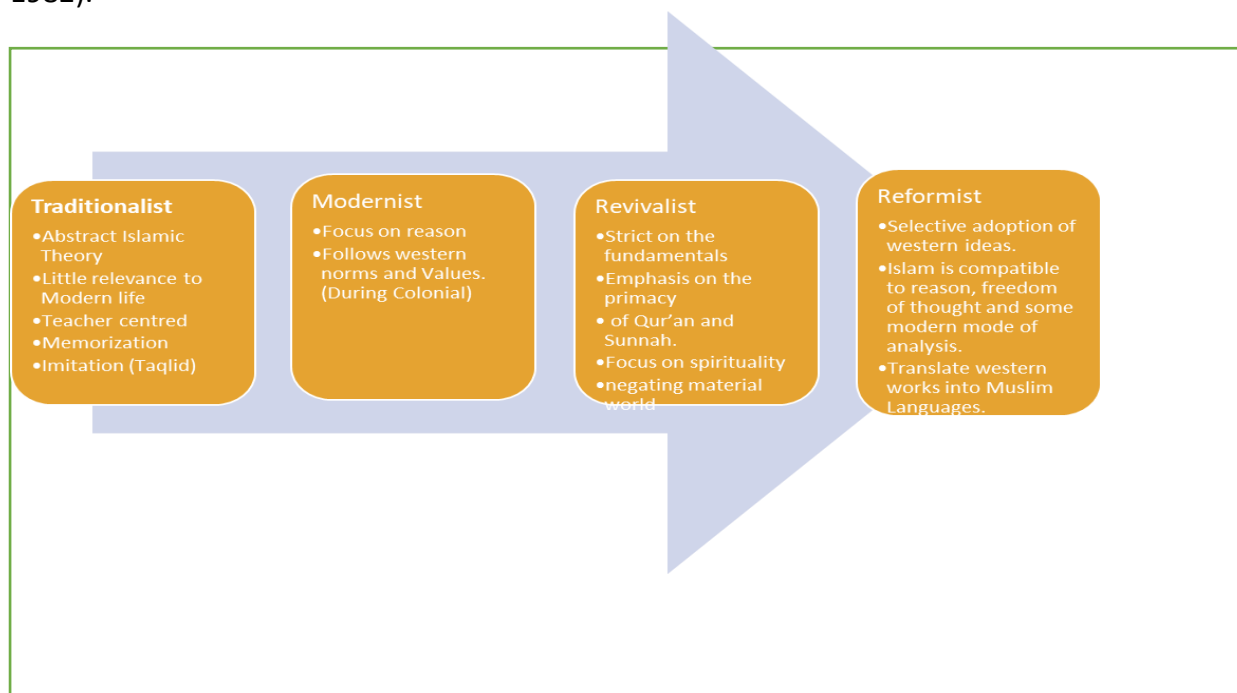 1982).
Traditionalist
•Abstract Islamic
Theory
•Little relevance to
Modern life
•Teacher centred
•Memorization
•Imitation (Taqlid)
Modernist
•Focus on reason
•Follows western
norms and Values.
(During Colonial)
Revivalist
•Strict on the
fundamentals
•Emphasis on the
primacy
• of Qur’an and
Sunnah.
•Focus on spirituality
•negating material
world
Reformist
•Selective adoption of
western ideas.
•Islam is compatible
to reason, freedom
of thought and some
modern mode of
analysis.
•Translate western
works into Muslim
Languages.